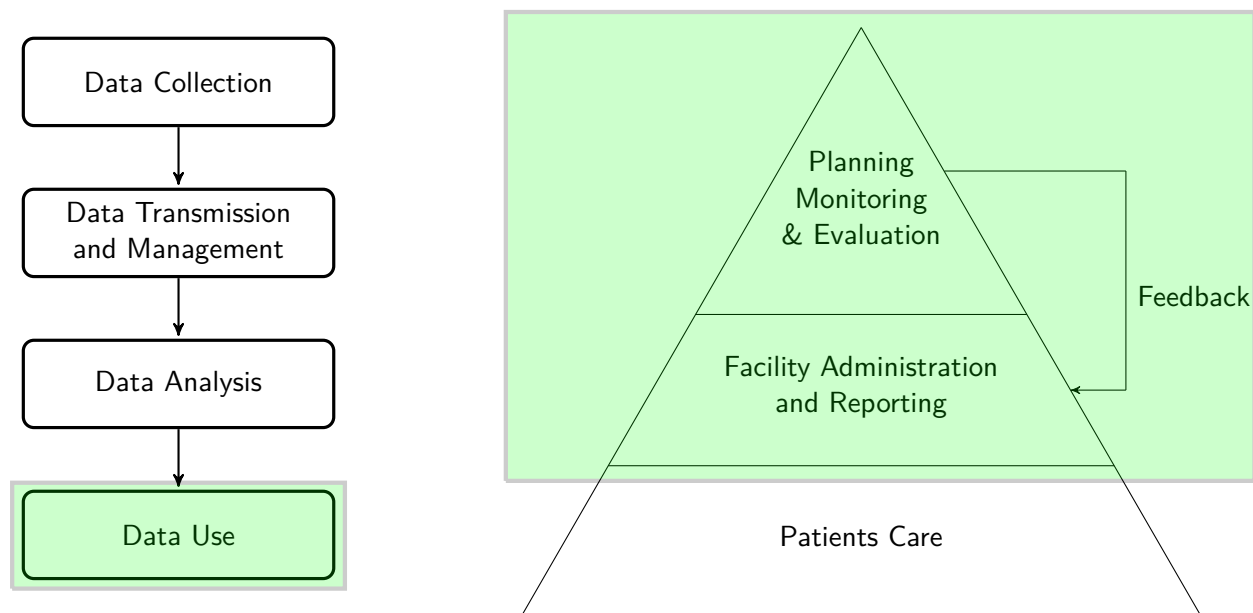 Data Collection
Data Transmission
and Management
Data Analysis
Data Use
Planning
Monitoring
& Evaluation
Feedback
Facility Administration
and Reporting
Patients Care